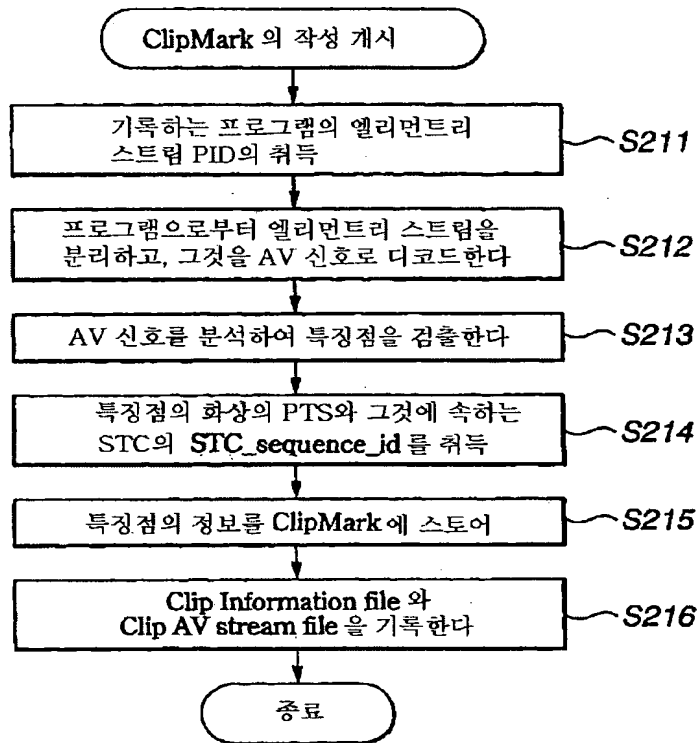 ClipMark 의 작성 개시
기록하는 프로그램의 엘리먼트리
스트림 PID의 취득
S211
프로그램으로부터 엘리먼트리 스트림을
분리하고, 그것을 AV 신호로 디코드한다
S212
AV 신호를 분석하여 특징점을 검출한다
S213
특징점의 화상의 PTS와 그것에 속하는
STC의 STC_sequence_id 를 취득
S214
특징점의 정보를 ClipMark 에 스토어
S215
Clip Information file 와
Clip AV stream file 을 기록한다
S216
종료